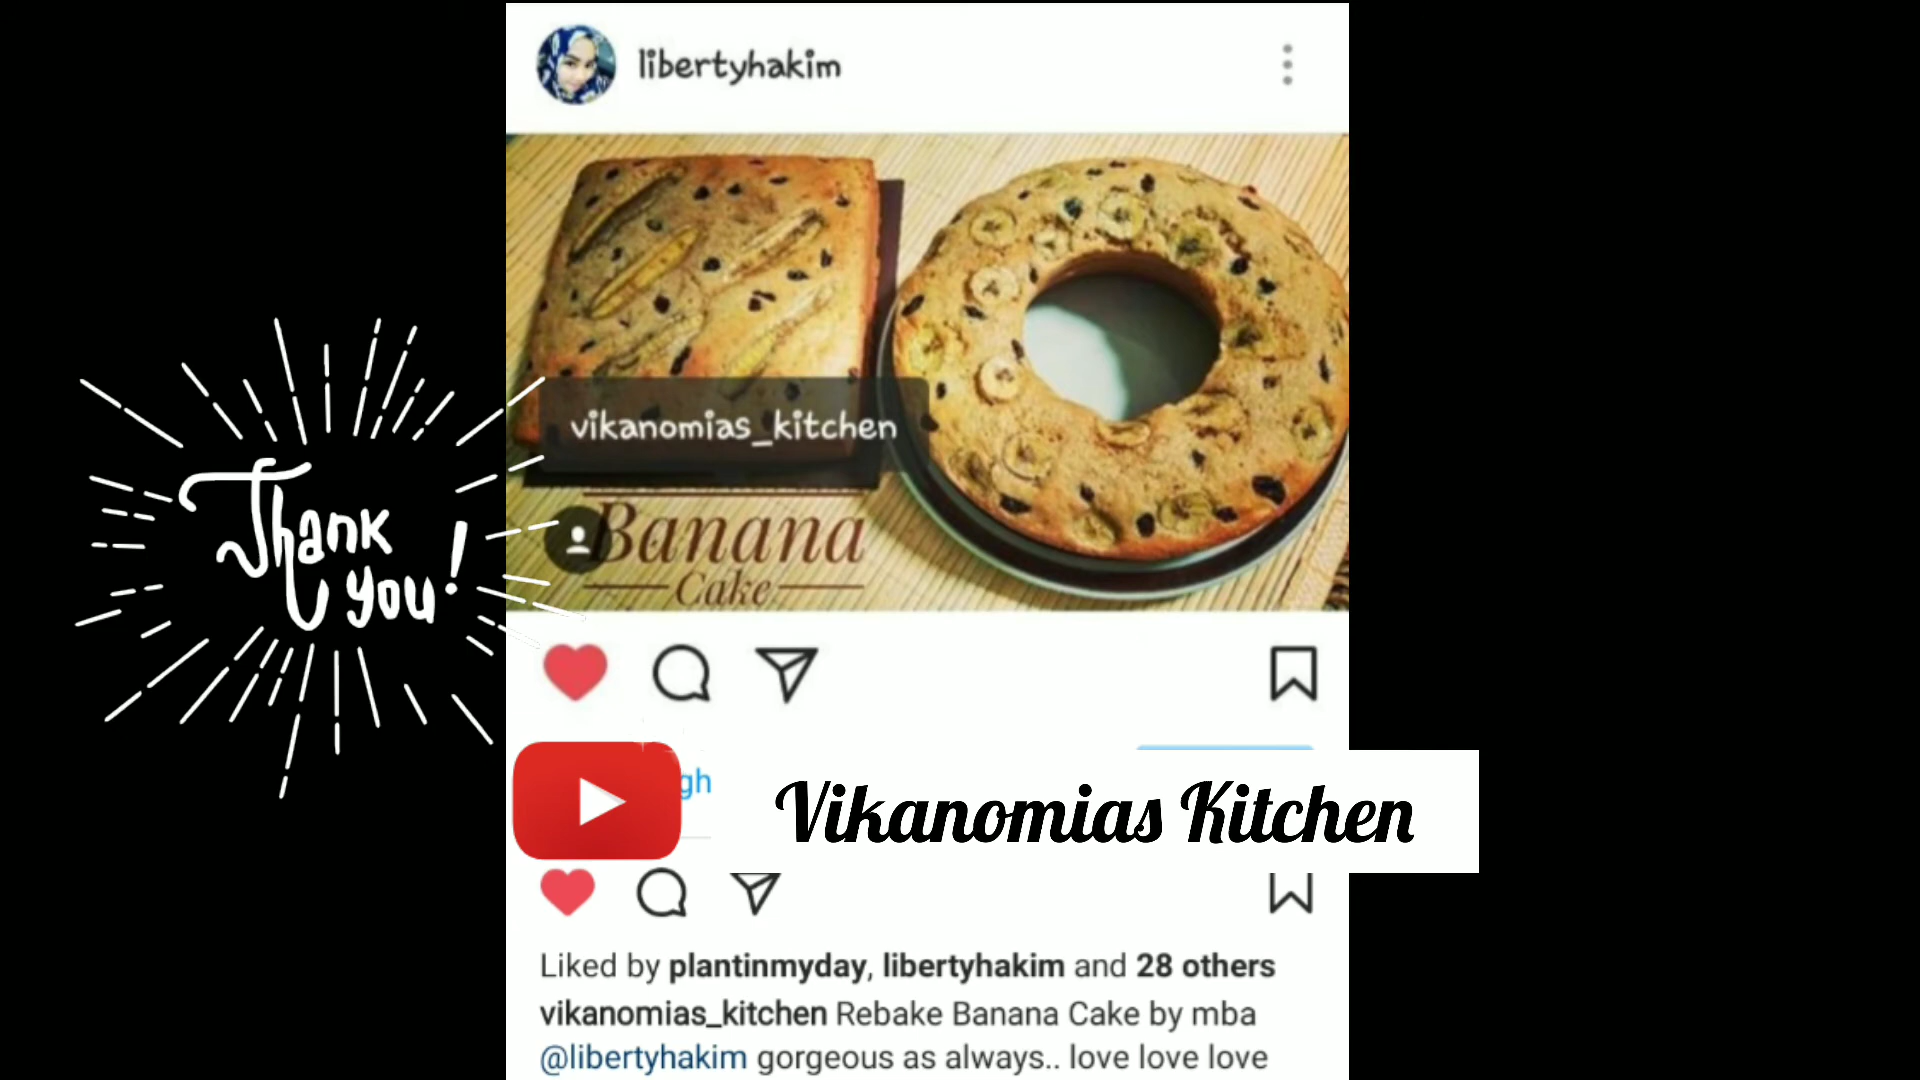 libertyhakim
vikanomias_kitchen
Banana
Cake
Thank
you!
gh
Vikanomias Kitchen
Liked by plantinmyday, libertyhakim and 28 others
vikanomias_kitchen Rebake Banana Cake by mba
@libertyhakim gorgeous as always.. love love love